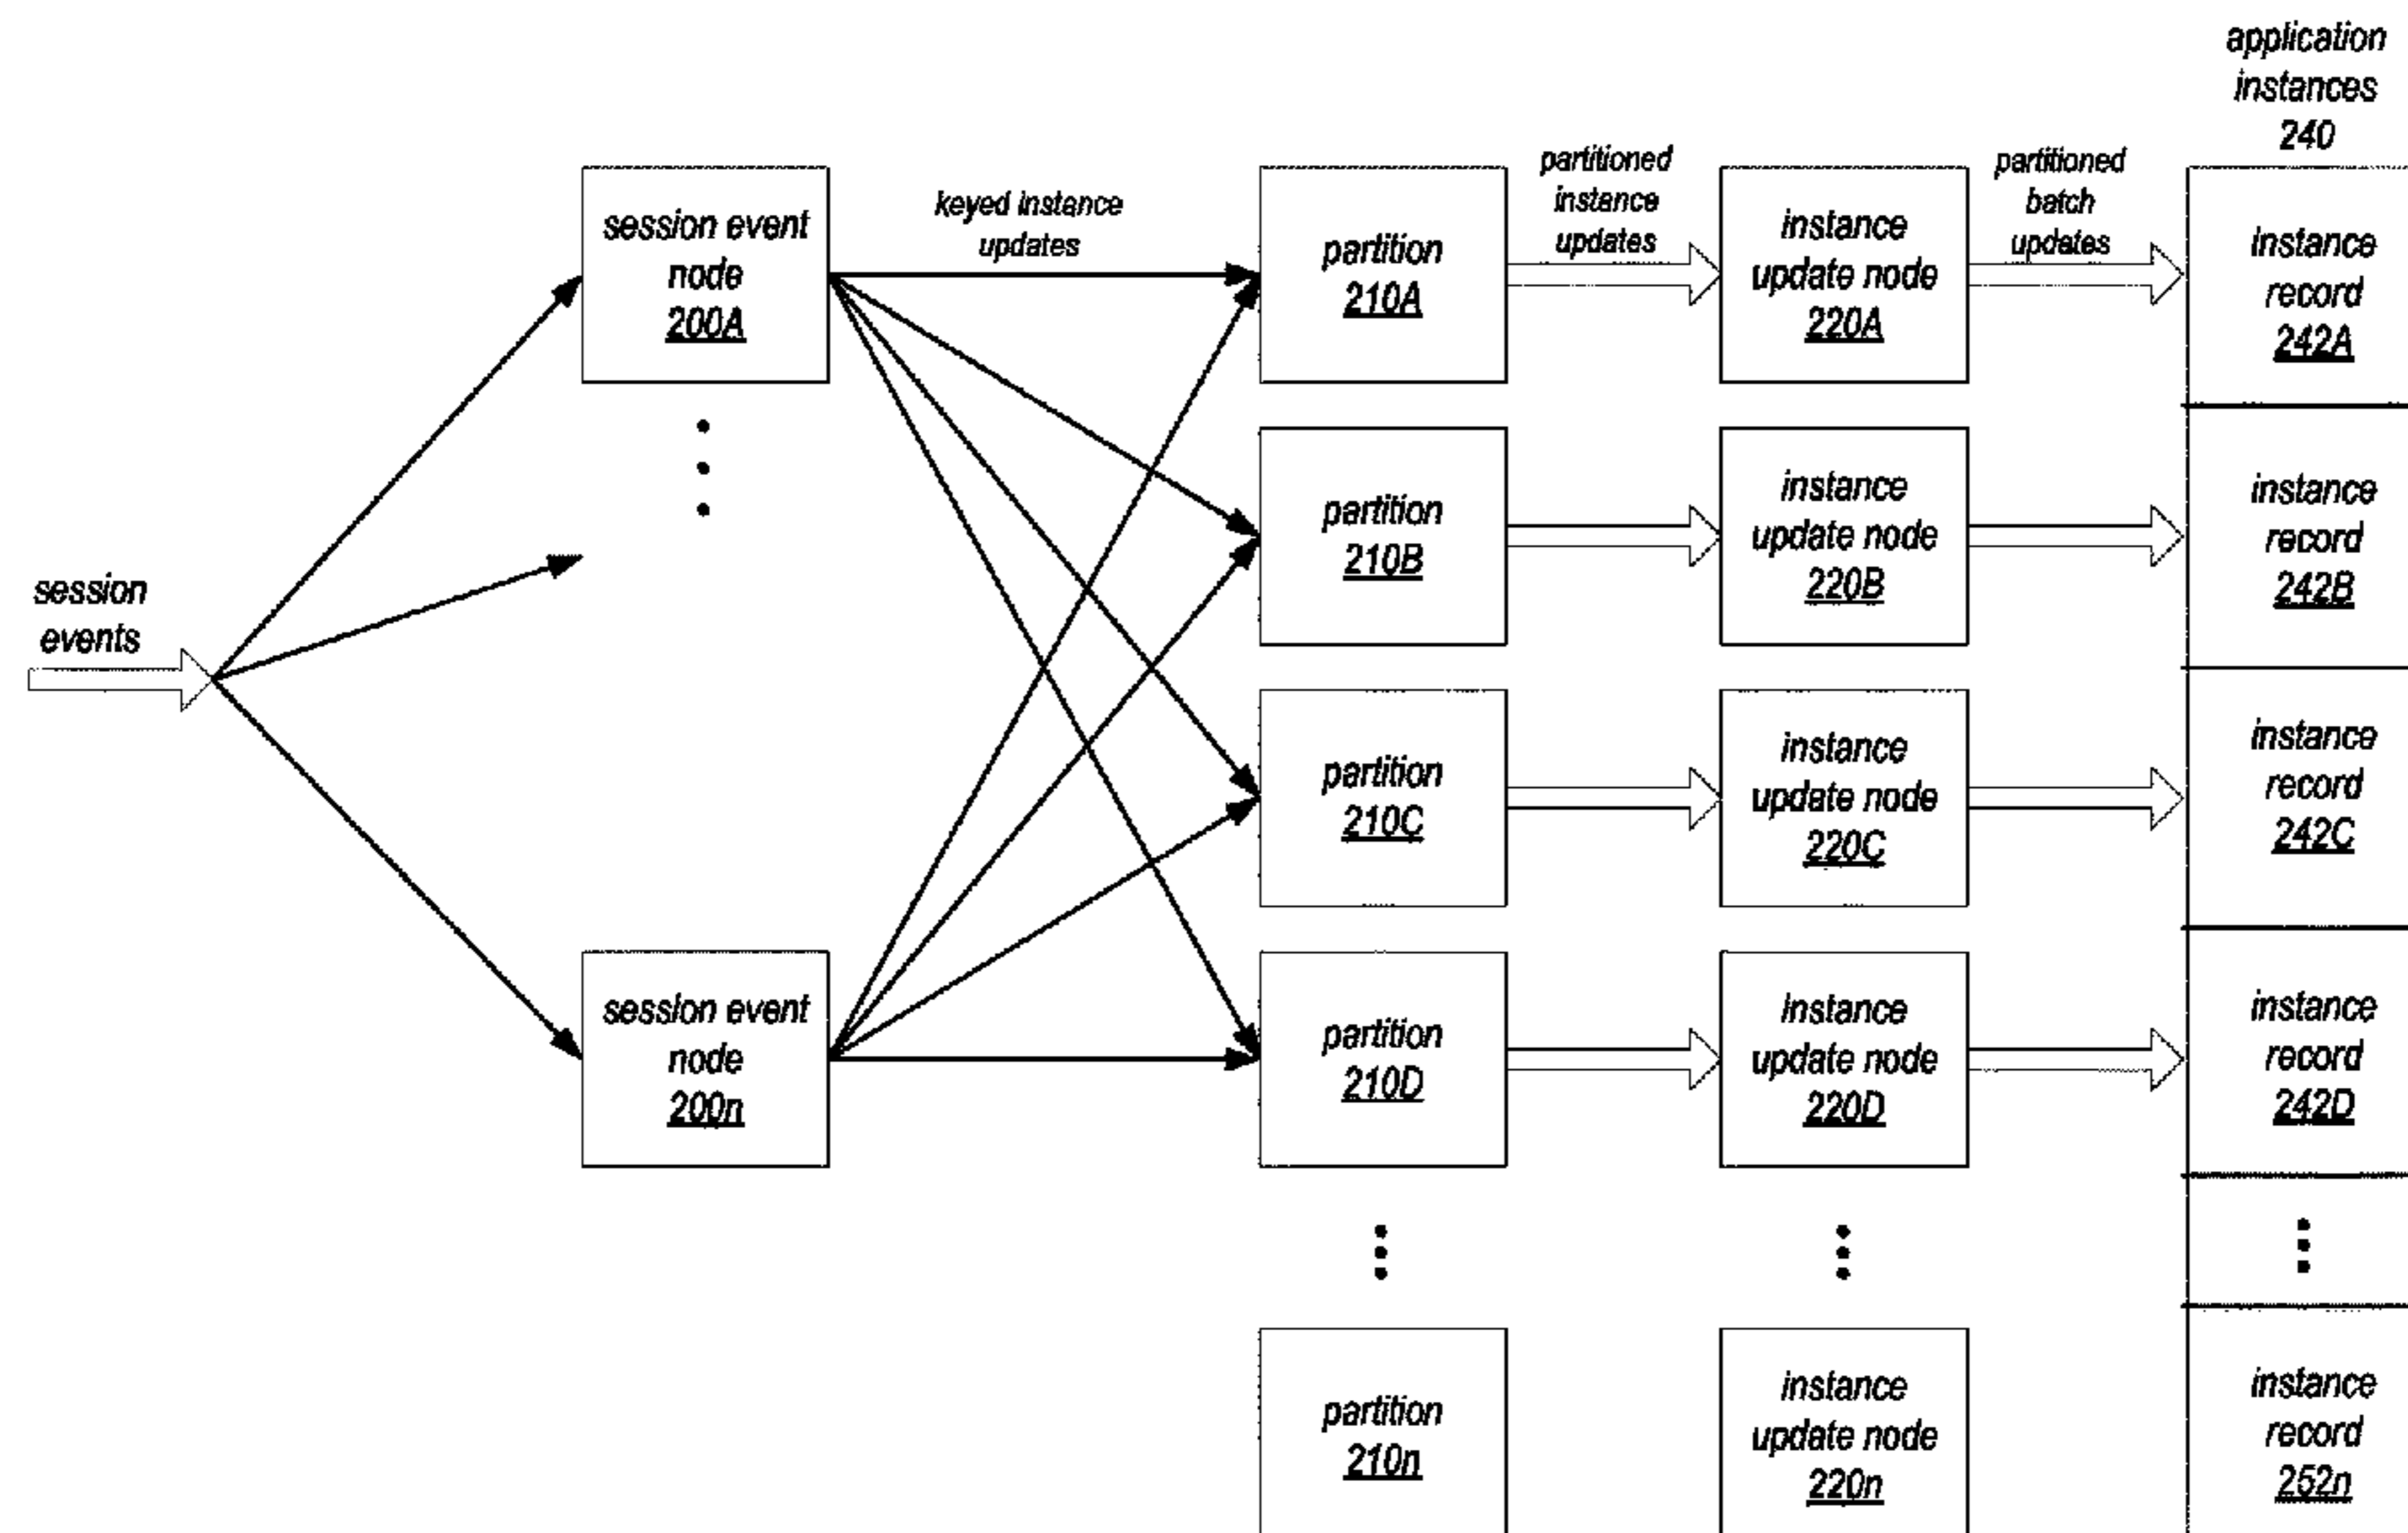 application
instances
240
session event
node
200A
keyed instance
updates
partition
210A
partitioned
instance
updates
instance
update node
220A
partitioned
batch
updates
instance
record
242A
partition
210B
instance
update node
220B
instance
record
242B
session
events
partition
210C
instance
update node
220C
instance
record
242C
session event
node
200n
partition
210D
instance
update node
220D
instance
record
242D
partition
210n
instance
update node
220n
instance
record
252n